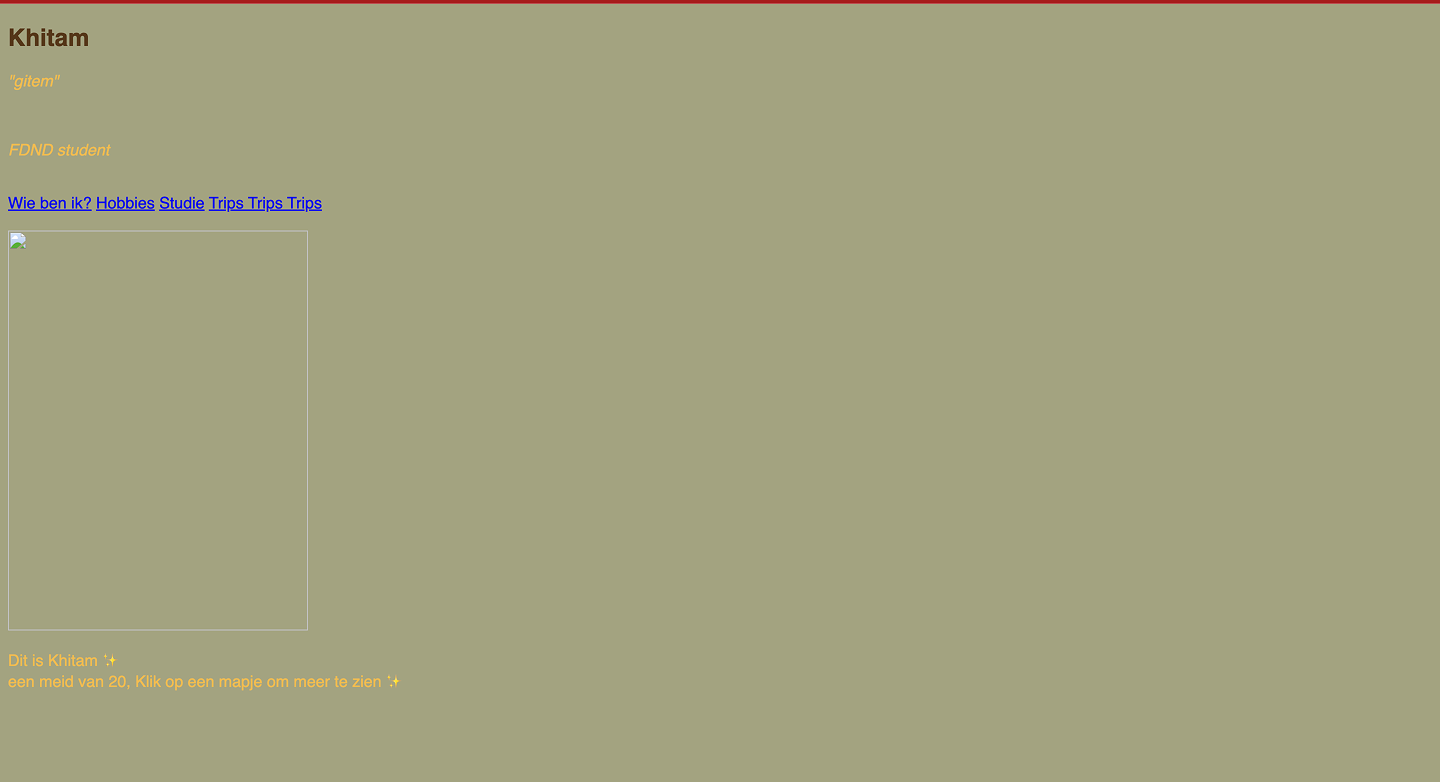 Khitam
"gitem"
FDND student
Wie ben ik? Hobbies Studie Trips Trips Trips
Dit is Khitam ✨
een meid van 20, Klik op een mapje om meer te zien ✨